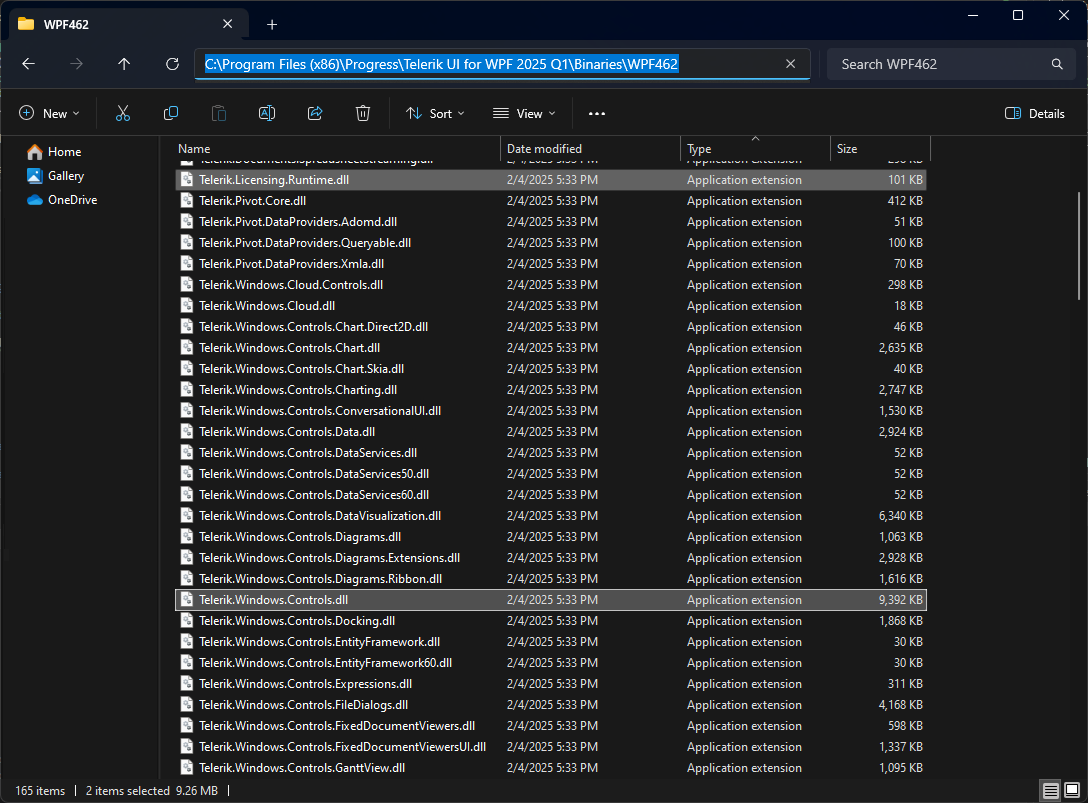 WPF462
C:\Program Files (x86)\Progress\Telerik UI for WPF 2025 Q1\Binaries\WPF462
Search WPF462
New
Sort
View
Details
Home
Gallery
OneDrive
Name Date modified Type Size
Telerik.Licensing.Runtime.dll 2/4/2025 5:33 PM Application extension 101 KB
Telerik.Pivot.Core.dll 2/4/2025 5:33 PM Application extension 412 KB
Telerik.Pivot.DataProviders.Adomd.dll 2/4/2025 5:33 PM Application extension 51 KB
Telerik.Pivot.DataProviders.Queryable.dll 2/4/2025 5:33 PM Application extension 100 KB
Telerik.Pivot.DataProviders.Xmla.dll 2/4/2025 5:33 PM Application extension 70 KB
Telerik.Windows.Cloud.Controls.dll 2/4/2025 5:33 PM Application extension 298 KB
Telerik.Windows.Cloud.dll 2/4/2025 5:33 PM Application extension 18 KB
Telerik.Windows.Controls.Chart.Direct2D.dll 2/4/2025 5:33 PM Application extension 46 KB
Telerik.Windows.Controls.Chart.dll 2/4/2025 5:33 PM Application extension 2,635 KB
Telerik.Windows.Controls.Chart.Skia.dll 2/4/2025 5:33 PM Application extension 40 KB
Telerik.Windows.Controls.Charting.dll 2/4/2025 5:33 PM Application extension 2,747 KB
Telerik.Windows.Controls.ConversationalUI.dll 2/4/2025 5:33 PM Application extension 1,530 KB
Telerik.Windows.Controls.Data.dll 2/4/2025 5:33 PM Application extension 2,924 KB
Telerik.Windows.Controls.DataServices.dll 2/4/2025 5:33 PM Application extension 52 KB
Telerik.Windows.Controls.DataServices50.dll 2/4/2025 5:33 PM Application extension 52 KB
Telerik.Windows.Controls.DataServices60.dll 2/4/2025 5:33 PM Application extension 52 KB
Telerik.Windows.Controls.DataVisualization.dll 2/4/2025 5:33 PM Application extension 6,340 KB
Telerik.Windows.Controls.Diagrams.dll 2/4/2025 5:33 PM Application extension 1,063 KB
Telerik.Windows.Controls.Diagrams.Extensions.dll 2/4/2025 5:33 PM Application extension 2,928 KB
Telerik.Windows.Controls.Diagrams.Ribbon.dll 2/4/2025 5:33 PM Application extension 1,616 KB
Telerik.Windows.Controls.dll 2/4/2025 5:33 PM Application extension 9,392 KB
Telerik.Windows.Controls.Docking.dll 2/4/2025 5:33 PM Application extension 1,868 KB
Telerik.Windows.Controls.EntityFramework.dll 2/4/2025 5:33 PM Application extension 30 KB
Telerik.Windows.Controls.EntityFramework60.dll 2/4/2025 5:33 PM Application extension 30 KB
Telerik.Windows.Controls.Expressions.dll 2/4/2025 5:33 PM Application extension 311 KB
Telerik.Windows.Controls.FileDialogs.dll 2/4/2025 5:33 PM Application extension 4,168 KB
Telerik.Windows.Controls.FixedDocumentViewers.dll 2/4/2025 5:33 PM Application extension 598 KB
Telerik.Windows.Controls.FixedDocumentViewersUI.dll 2/4/2025 5:33 PM Application extension 1,337 KB
Telerik.Windows.Controls.GanttView.dll 2/4/2025 5:33 PM Application extension 1,095 KB
165 items | 2 items selected 9.26 MB |